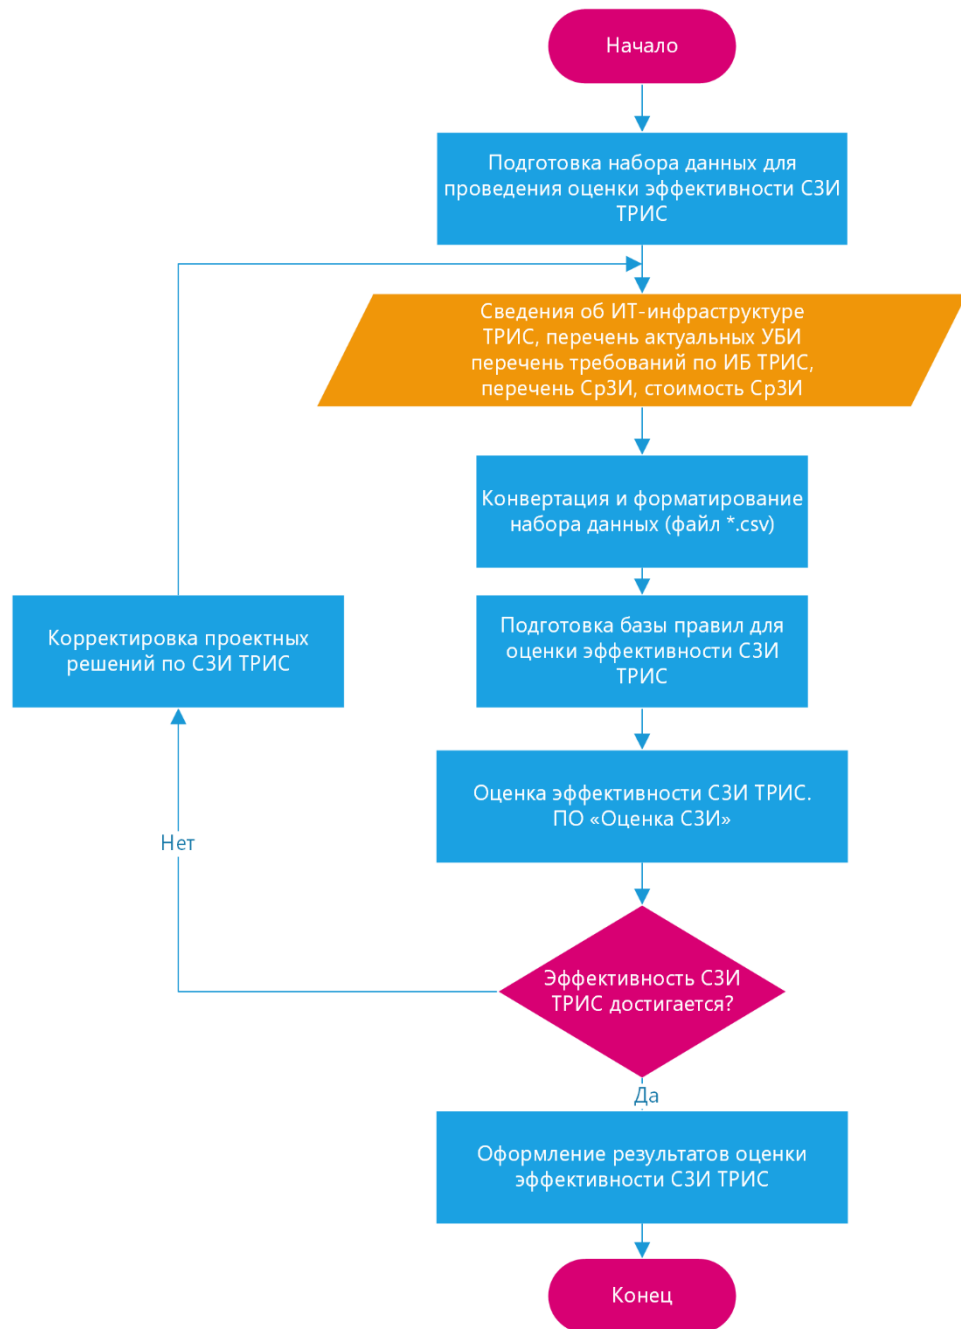 Начало
Подготовка набора данных для
проведения оценки эффективности СЗИ
ТРИС
Сведения об ИТ-инфраструктуре
ТРИС, перечень актуальных УБИ
перечень требований по ИБ ТРИС,
перечень СрЗИ, стоимость СрЗИ
Конвертация и форматирование
набора данных (файл *.csv)
Подготовка базы правил для
оценки эффективности СЗИ
ТРИС
Корректировка проектных
решений по СЗИ ТРИС
Оценка эффективности СЗИ ТРИС.
ПО «Оценка СЗИ»
Нет
Эффективность СЗИ
ТРИС достигается?
Да
Оформление результатов оценки
эффективности СЗИ ТРИС
Конец